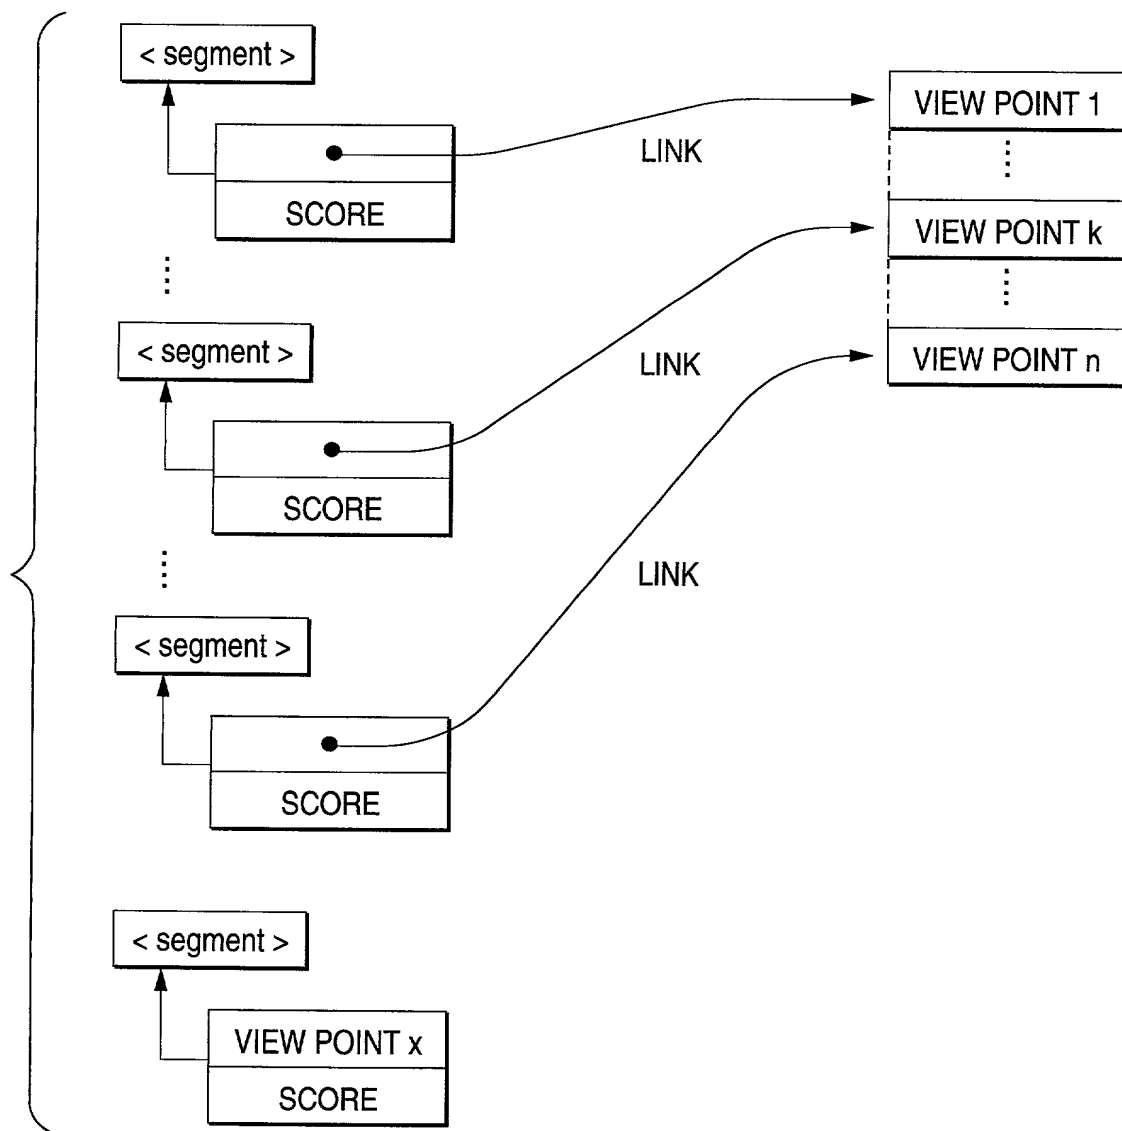 < segment >
VIEW POINT 1
LINK
SCORE
VIEW POINT k
< segment >
LINK
VIEW POINT n
SCORE
LINK
< segment >
SCORE
< segment >
VIEW POINT x
SCORE